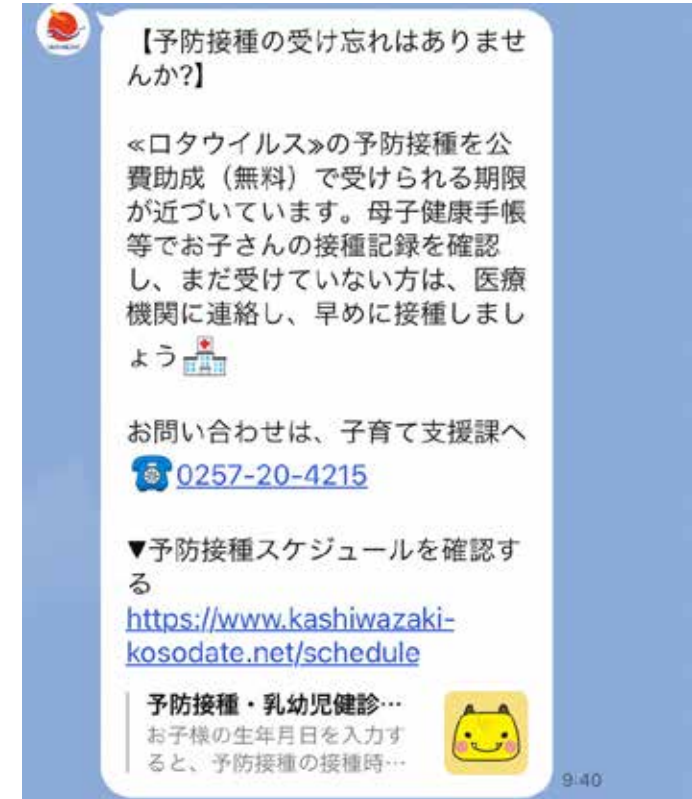 【予防接種の受け忘れはありませ
んか?】
≪ロタウイルス≫の予防接種を公
費助成（無料）で受けられる期限
が近づいています。母子健康手帳
等でお子さんの接種記録を確認
し、まだ受けていない方は、医療
機関に連絡し、早めに接種しまし
ょう
お問い合わせは、子育て支援課へ
0257-20-4215
▼予防接種スケジュールを確認す
る
https://www.kashiwazaki-
kosodate.net/schedule
予防接種・乳幼児健診…
お子様の生年月日を入力す
ると、予防接種の接種時…
9:40